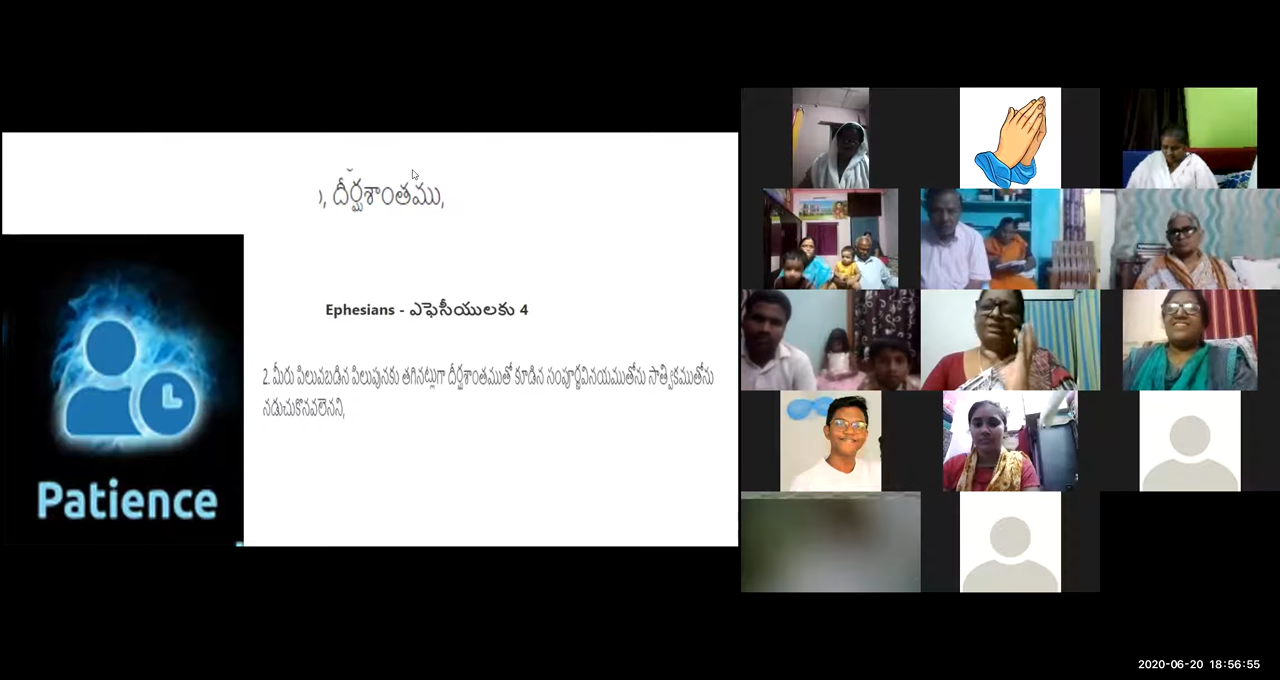 , దీర్ఘశాంతము,
Ephesians - ఎఫెసీయులకు 4
2. మీరు పిలువబడిన పిలుపునకు తగినట్లుగా దీర్ఘశాంతముతో కూడిన సంపూర్ణవినయముతోను సాత్వికముతోను
నడుచుకొనవలెనని,
Patience
2020-06-20 18:56:55